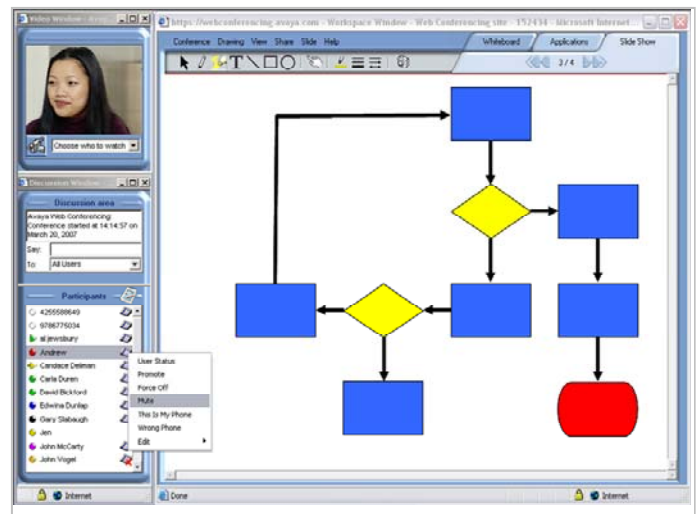 Video Window - Avay...
https://webconferencing.avaya.com - Workspace Window - Web Conferencing site - 152434 - Microsoft Internet...
Conference Drawing View Share Slide Help
Whiteboard Applications Slide Show
T
3/4
Choose who to watch
Discussion Window
Discussion area
Avaya Web Conferencing
Conference started at 14:14:57 on
March 20, 2007
Say:
To: All Users
Participants
4255588649
9786775034
al jewsbury
Andrew
Candace Delman
Carla Duren
David Bickford
Edwina Dunlap
Gary Slabaugh
Jen
John McCarty
John Vogel
User Status
Promote
Force Off
Mute
This Is My Phone
Wrong Phone
Edit
Internet
Done
Internet